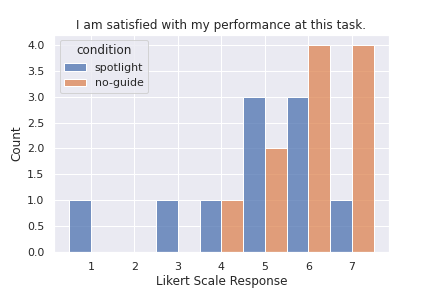 I am satisfied with my performance at this task.
condition
spotlight
no-guide
Count
4.0
3.5
3.0
2.5
2.0
1.5
1.0
0.5
0.0
1 2 3 4 5 6 7
Likert Scale Response